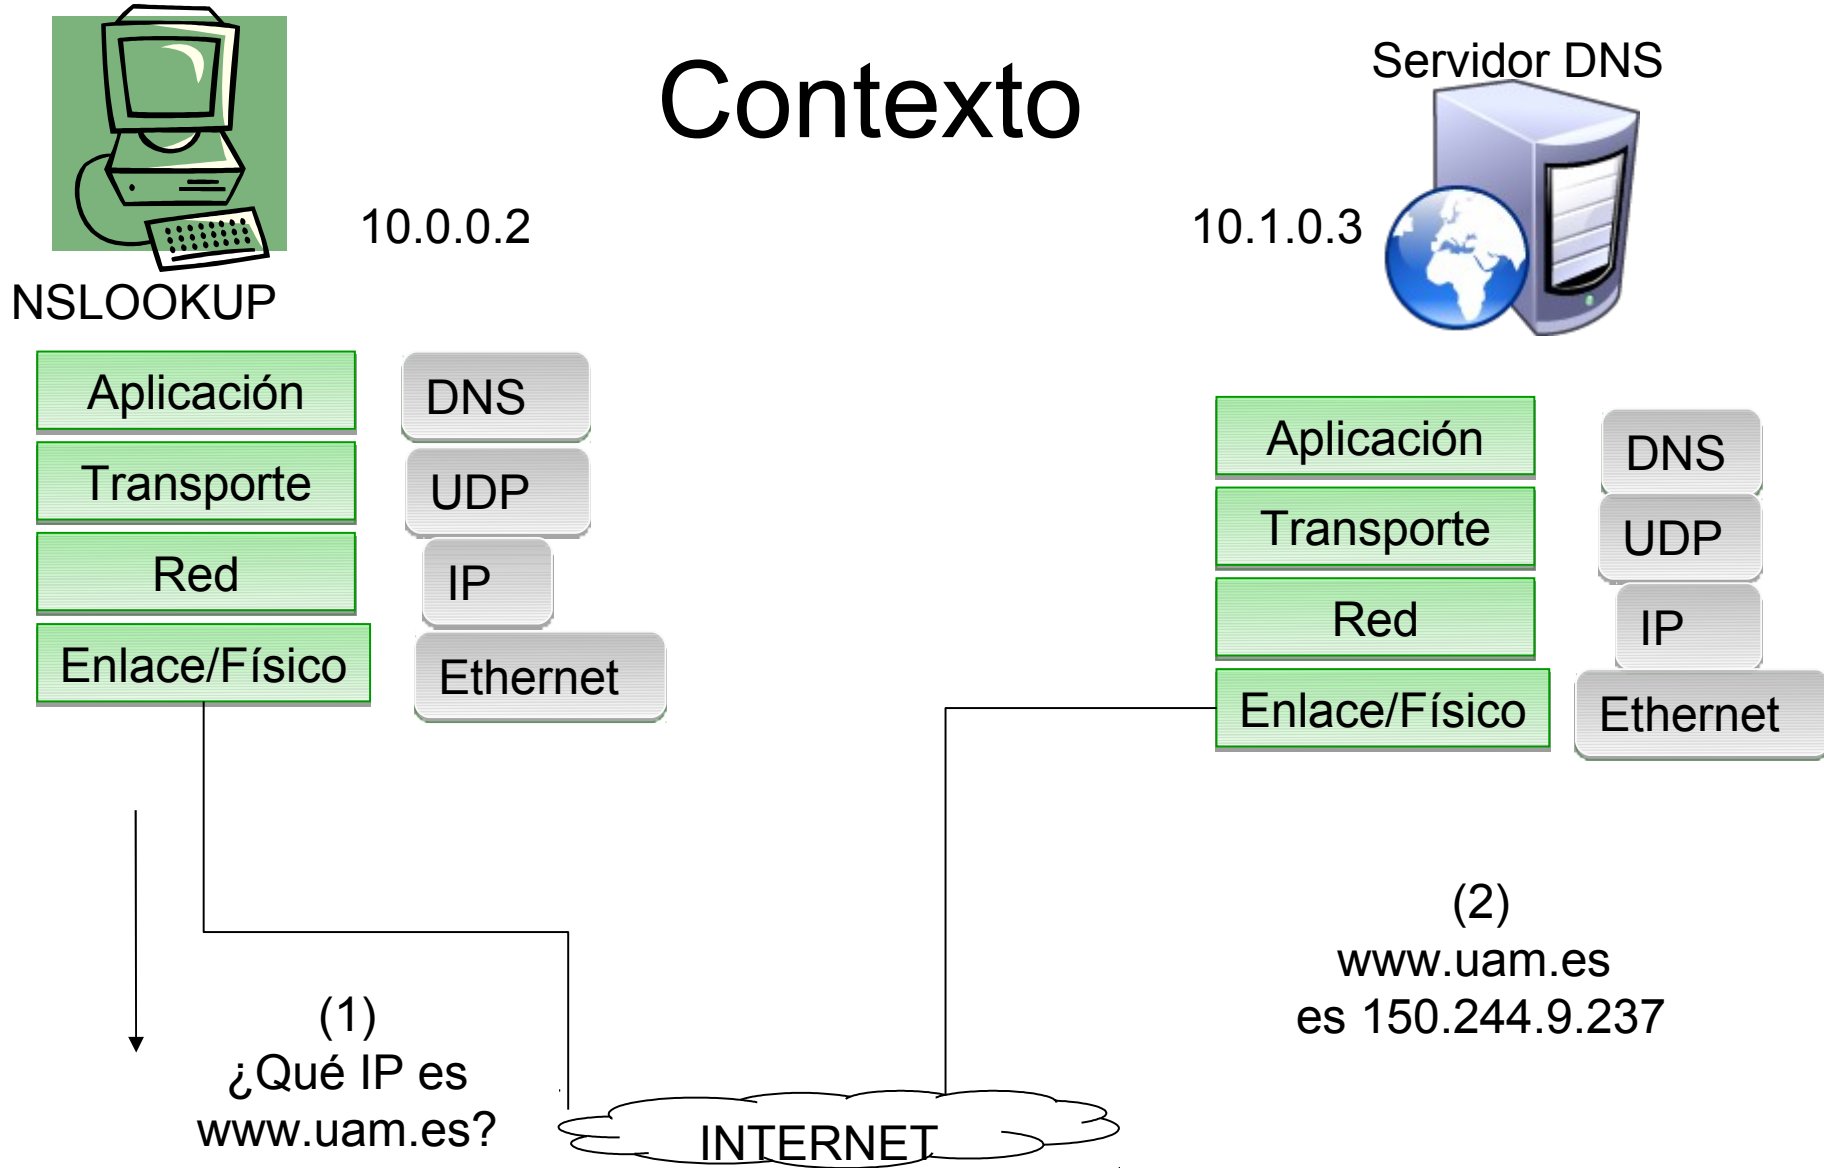 Contexto
Servidor DNS
10.0.0.2
10.1.0.3
NSLOOKUP
Aplicación
DNS
Transporte
UDP
Red
IP
Enlace/Físico
Ethernet
Aplicación
DNS
Transporte
UDP
Red
IP
Enlace/Físico
Ethernet
(1)
¿Qué IP es
www.uam.es?
(2)
www.uam.es
es 150.244.9.237
INTERNET